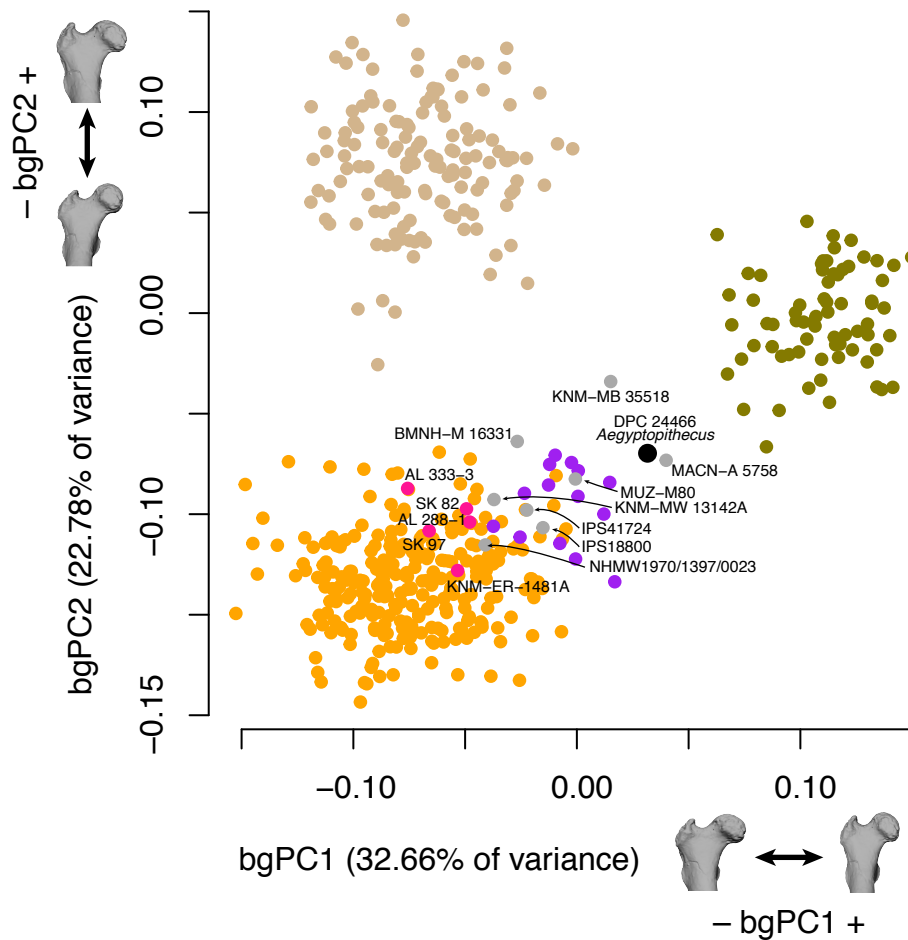 – bgPC2 +
bgPC2 (22.78% of variance)
0.10
0.00
−0.10
−0.15
KNM−MB 35518
DPC 24466
Aegyptopithecus
BMNH−M 16331
MACN−A 5758
AL 333−3
MUZ−M80
SK 82
KNM−MW 13142A
AL 288−1
IPS41724
SK 97
IPS18800
NHMW1970/1397/0023
KNM−ER−1481A
−0.10
0.00
0.10
bgPC1 (32.66% of variance)
– bgPC1 +